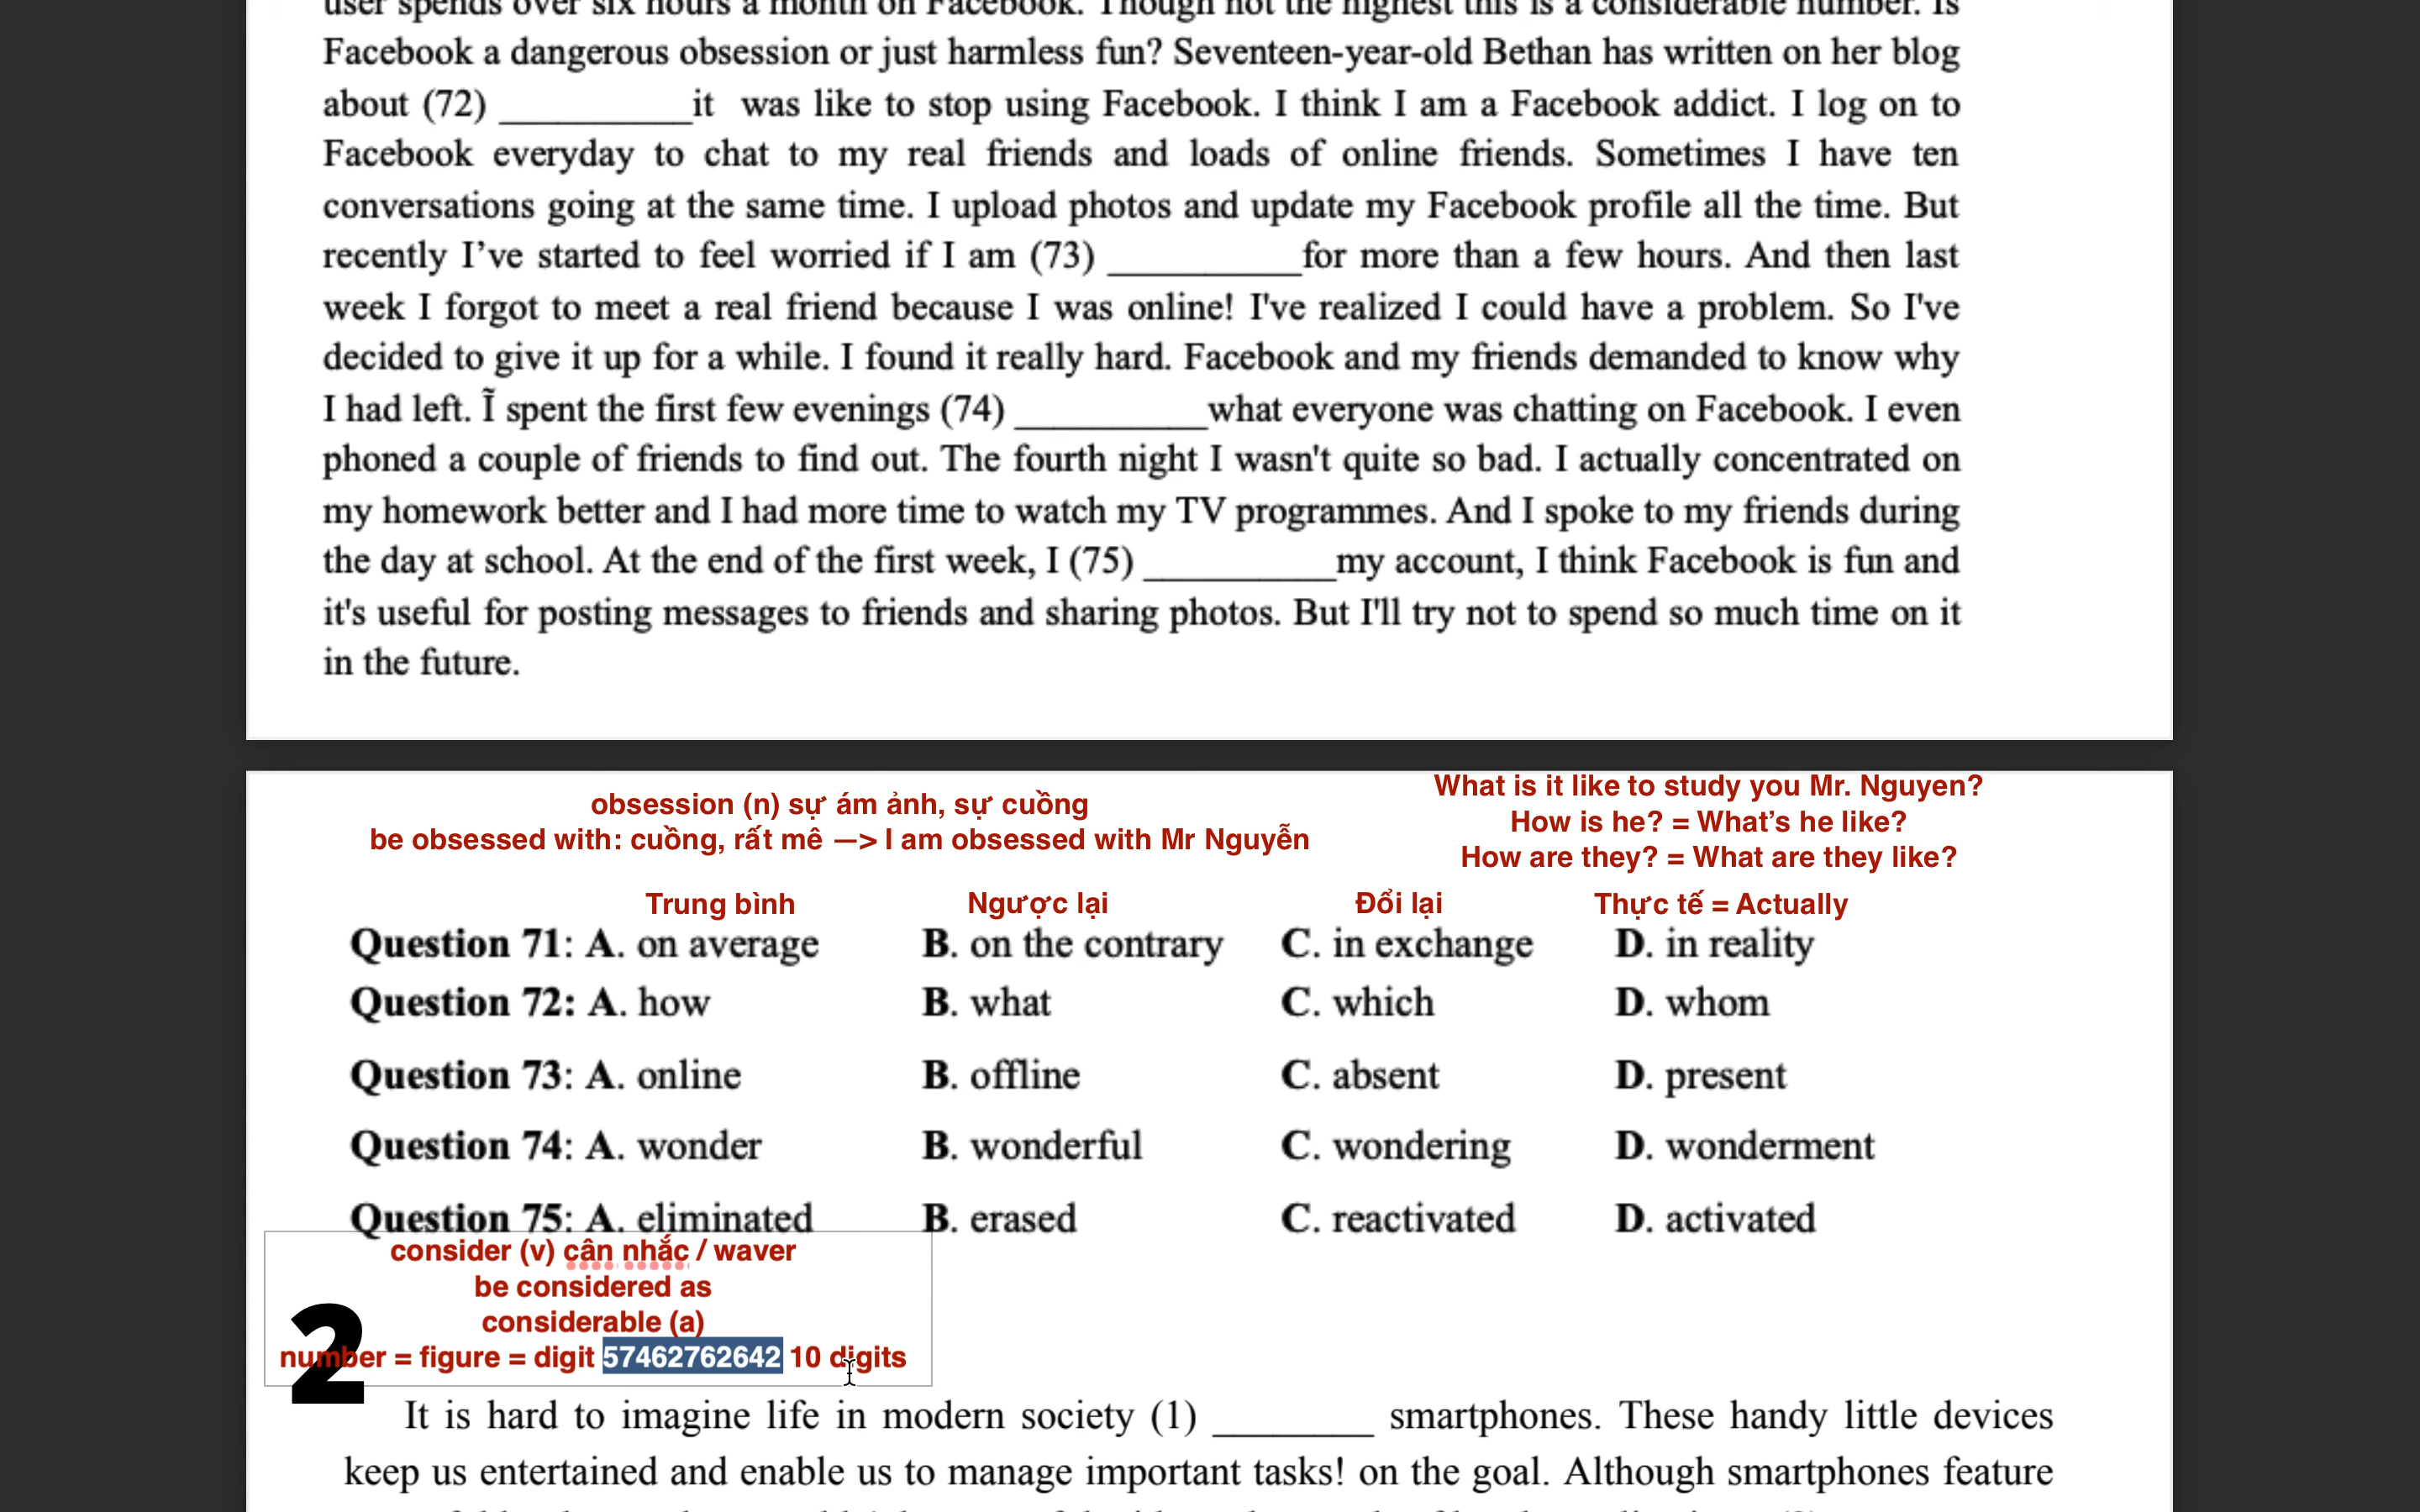 user spends over six hours a month on Facebook. Though not the highest this is a considerable number. Is
Facebook a dangerous obsession or just harmless fun? Seventeen-year-old Bethan has written on her blog
about (72) __________it was like to stop using Facebook. I think I am a Facebook addict. I log on to
Facebook everyday to chat to my real friends and loads of online friends. Sometimes I have ten
conversations going at the same time. I upload photos and update my Facebook profile all the time. But
recently I’ve started to feel worried if I am (73) __________for more than a few hours. And then last
week I forgot to meet a real friend because I was online! I've realized I could have a problem. So I've
decided to give it up for a while. I found it really hard. Facebook and my friends demanded to know why
I had left. Ĩ spent the first few evenings (74) __________what everyone was chatting on Facebook. I even
phoned a couple of friends to find out. The fourth night I wasn't quite so bad. I actually concentrated on
my homework better and I had more time to watch my TV programmes. And I spoke to my friends during
the day at school. At the end of the first week, I (75) __________my account, I think Facebook is fun and
it's useful for posting messages to friends and sharing photos. But I'll try not to spend so much time on it
in the future.
What is it like to study you Mr. Nguyen?
obsession (n) sự ám ảnh, sự cuồng
How is he? = What’s he like?
be obsessed with: cuồng, rất mê —> I am obsessed with Mr Nguyễn
How are they? = What are they like?
Trung bình Ngược lại Đổi lại Thực tế = Actually
Question 71: A. on average B. on the contrary C. in exchange D. in reality
Question 72: A. how B. what C. which D. whom
Question 73: A. online B. offline C. absent D. present
Question 74: A. wonder B. wonderful C. wondering D. wonderment
Question 75: A. eliminated B. erased C. reactivated D. activated
consider (v) cân nhắc / waver
be considered as
considerable (a)
number = figure = digit 57462762642 10 digits
2
It is hard to imagine life in modern society (1) ________ smartphones. These handy little devices
keep us entertained and enable us to manage important tasks! on the goal. Although smartphones feature